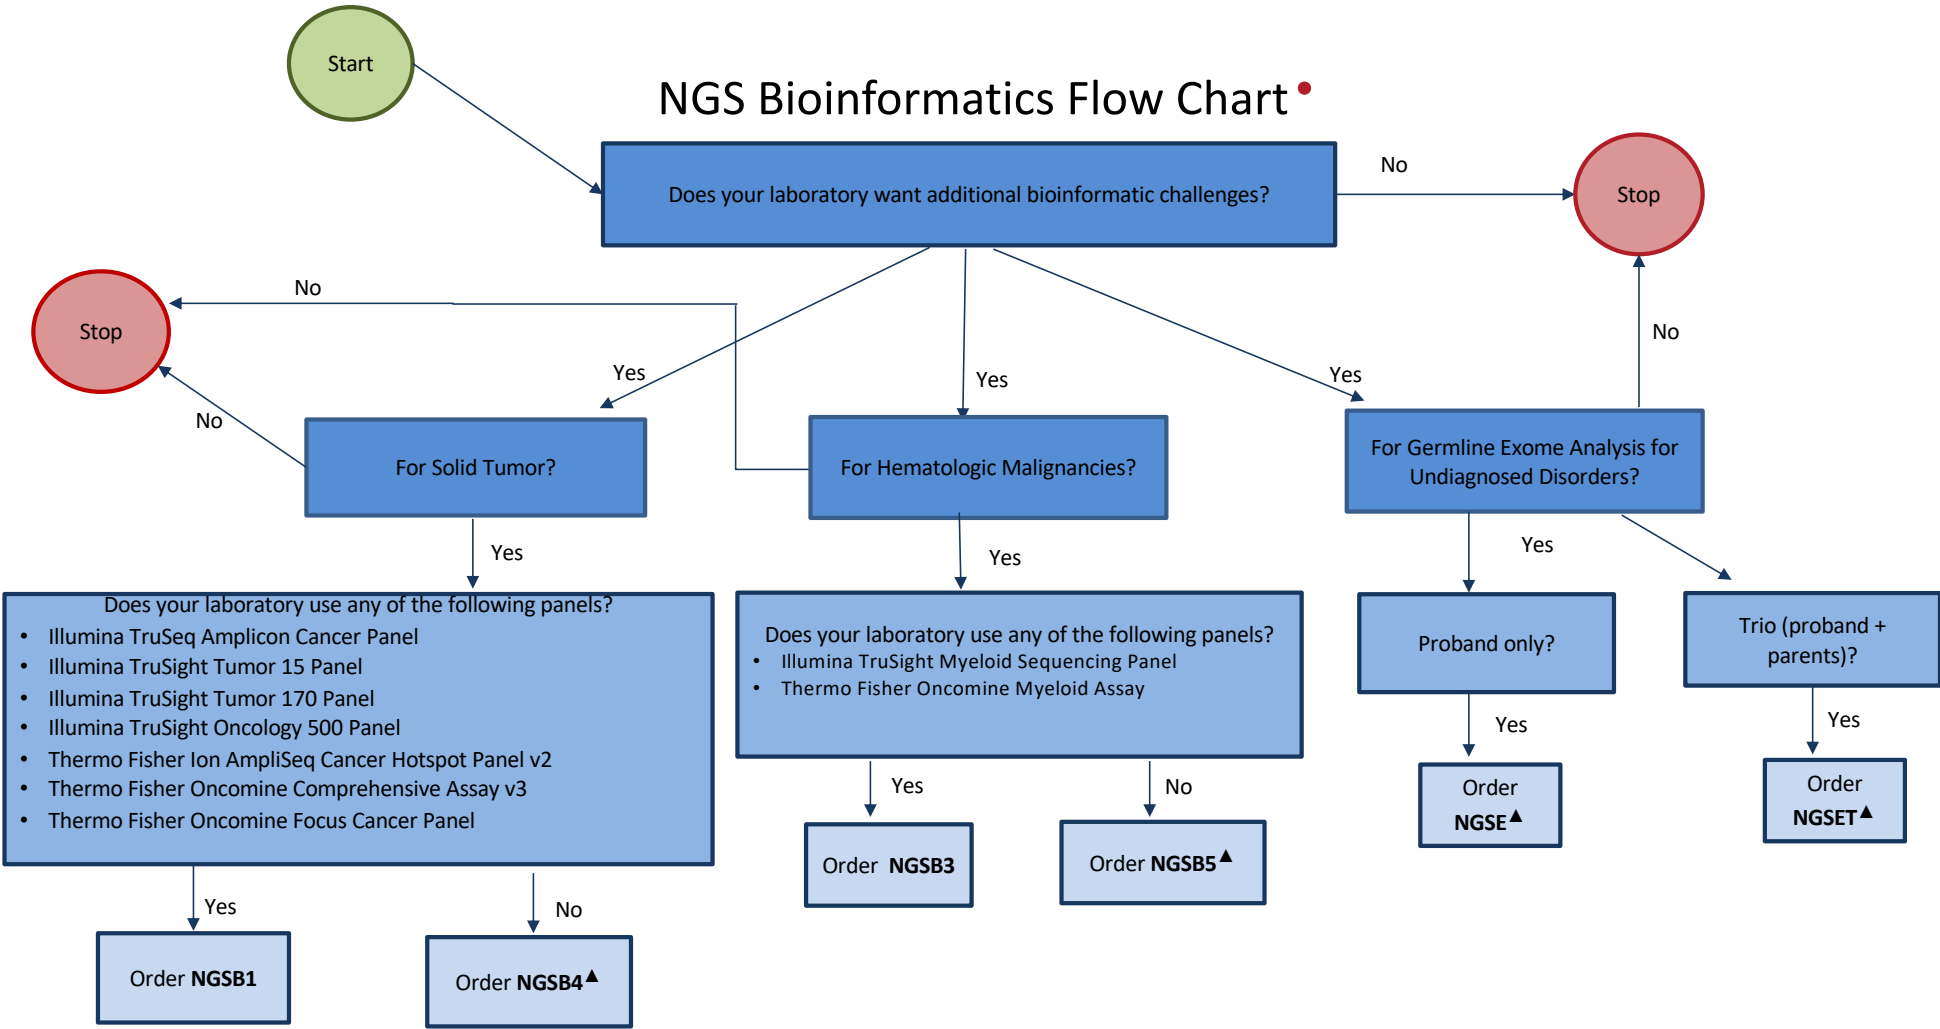 Start
NGS Bioinformatics Flow Chart •
Does your laboratory want additional bioinformatic challenges?
No
Stop
No
Stop
No
Yes
Yes
Yes
No
For Solid Tumor?
For Hematologic Malignancies?
For Germline Exome Analysis for
Undiagnosed Disorders?
Yes
Yes
Yes
Does your laboratory use any of the following panels?
• Illumina TruSeq Amplicon Cancer Panel
• Illumina TruSight Tumor 15 Panel
• Illumina TruSight Tumor 170 Panel
• Illumina TruSight Oncology 500 Panel
• Thermo Fisher Ion AmpliSeq Cancer Hotspot Panel v2
• Thermo Fisher Oncomine Comprehensive Assay v3
• Thermo Fisher Oncomine Focus Cancer Panel
Does your laboratory use any of the following panels?
• Illumina TruSight Myeloid Sequencing Panel
• Thermo Fisher Oncomine Myeloid Assay
Proband only?
Trio (proband +
parents)?
Yes
Yes
Yes
No
Order
NGSE▲
Order
NGSET▲
Order NGSB3
Order NGSB5▲
Yes
No
Order NGSB1
Order NGSB4▲